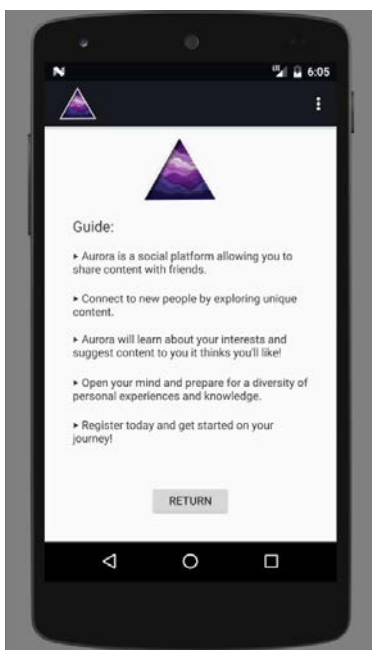 6:05
Guide:
▸ Aurora is a social platform allowing you to
share content with friends.
▸ Connect to new people by exploring unique
content.
▸ Aurora will learn about your interests and
suggest content to you it thinks you'll like!
▸ Open your mind and prepare for a diversity of
personal experiences and knowledge.
▸ Register today and get started on your
journey!
RETURN